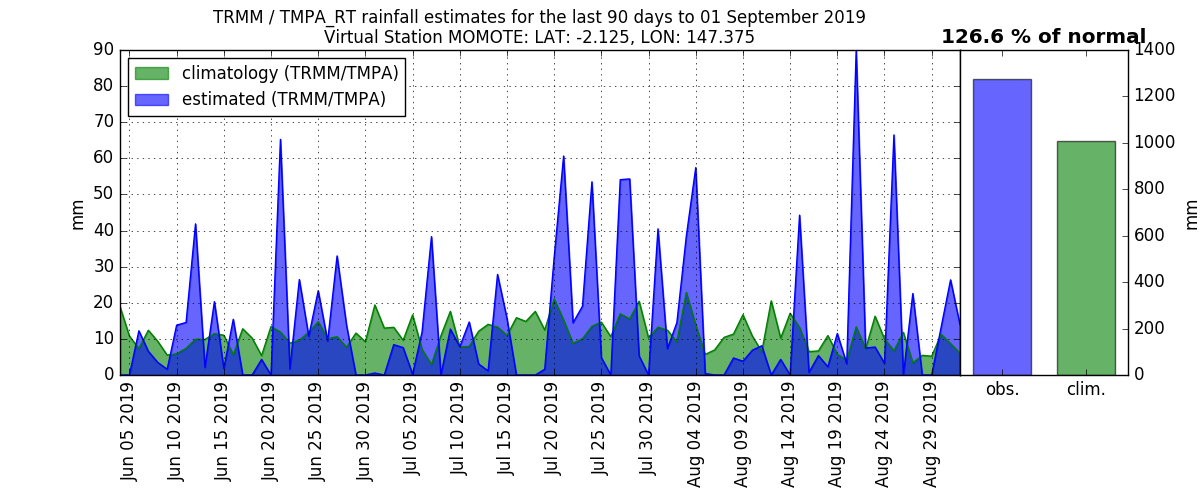 TRMM / TMPA_RT rainfall estimates for the last 90 days to 01 September 2019
Virtual Station MOMOTE: LAT: -2.125, LON: 147.375
126.6 % of normal
climatology (TRMM/TMPA)
estimated (TRMM/TMPA)
90
80
70
60
50
40
30
20
10
0
mm
Jun 05 2019
Jun 10 2019
Jun 15 2019
Jun 20 2019
Jun 25 2019
Jun 30 2019
Jul 05 2019
Jul 10 2019
Jul 15 2019
Jul 20 2019
Jul 25 2019
Jul 30 2019
Aug 04 2019
Aug 09 2019
Aug 14 2019
Aug 19 2019
Aug 24 2019
Aug 29 2019
1400
1200
1000
800
600
400
200
0
mm
obs.
clim.